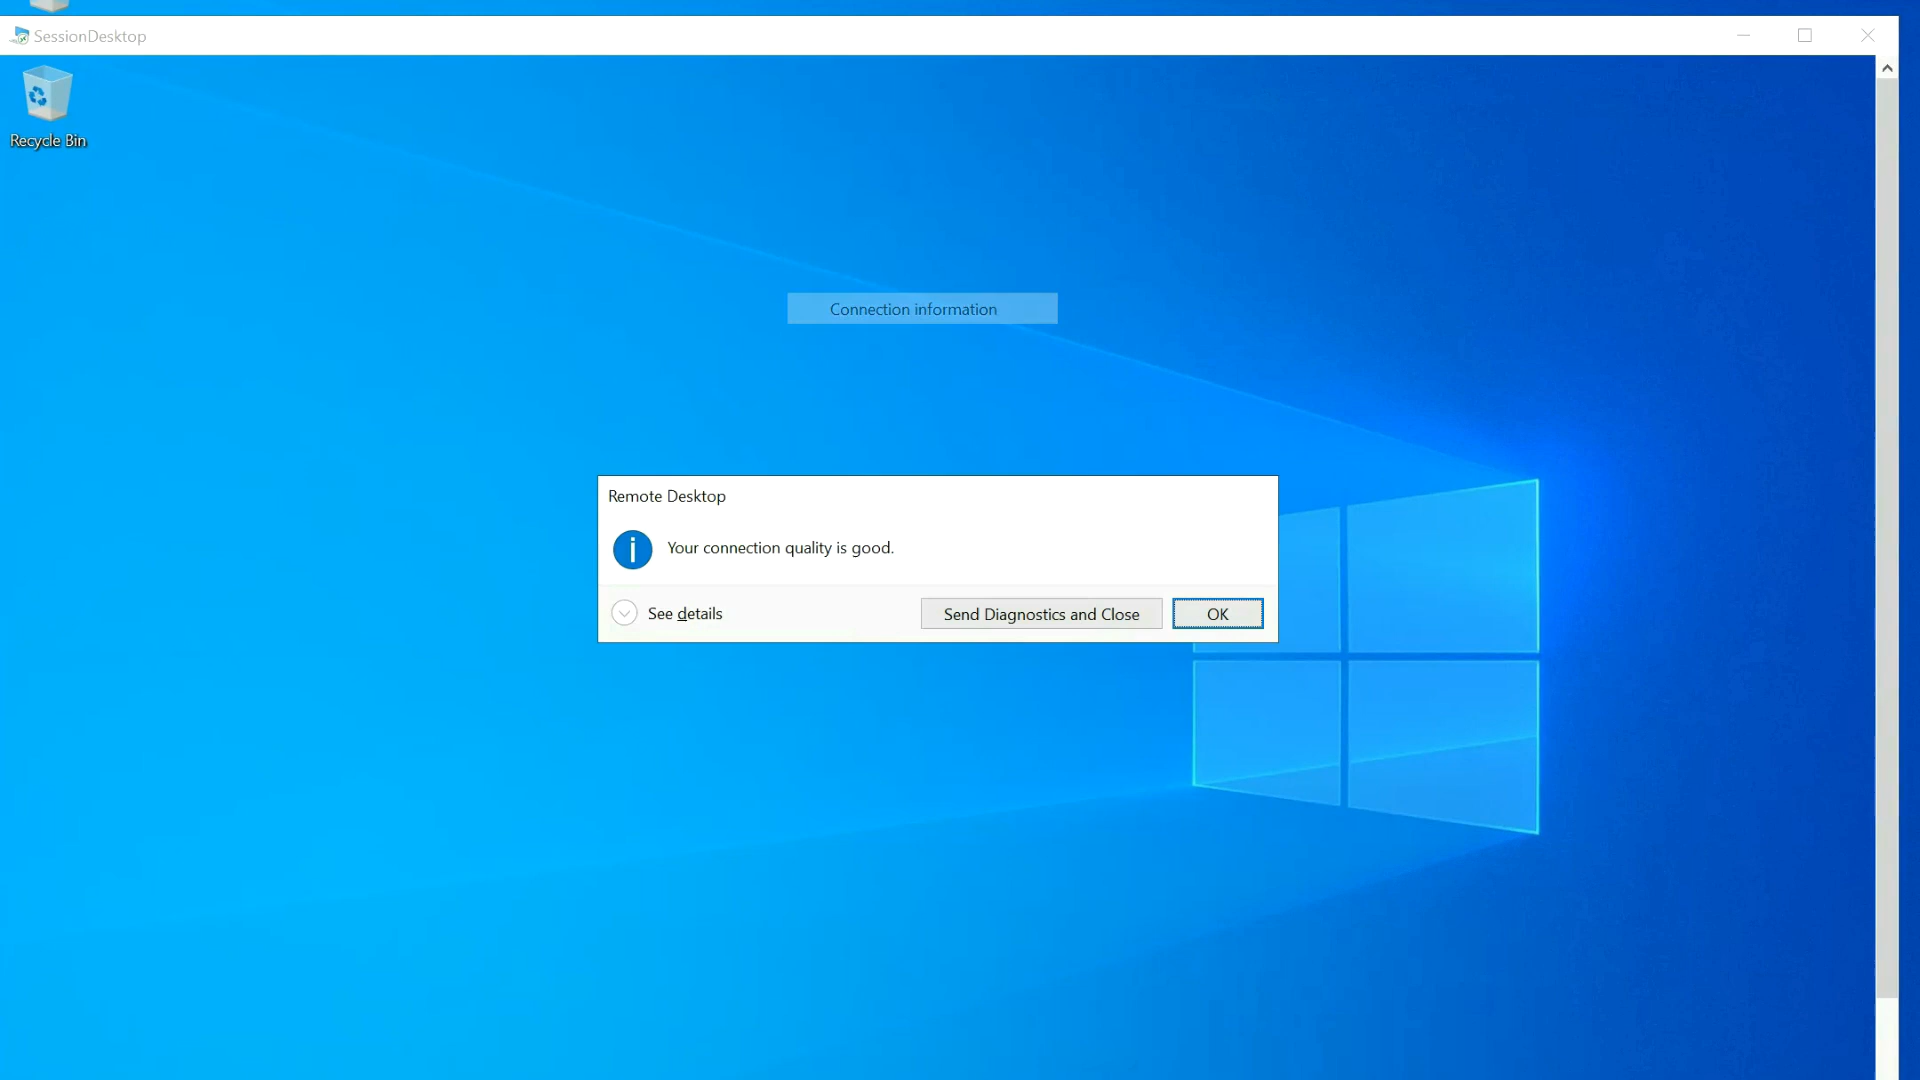 SessionDesktop
Recycle Bin
Connection information
Remote Desktop
Your connection quality is good.
See details
Send Diagnostics and Close
OK